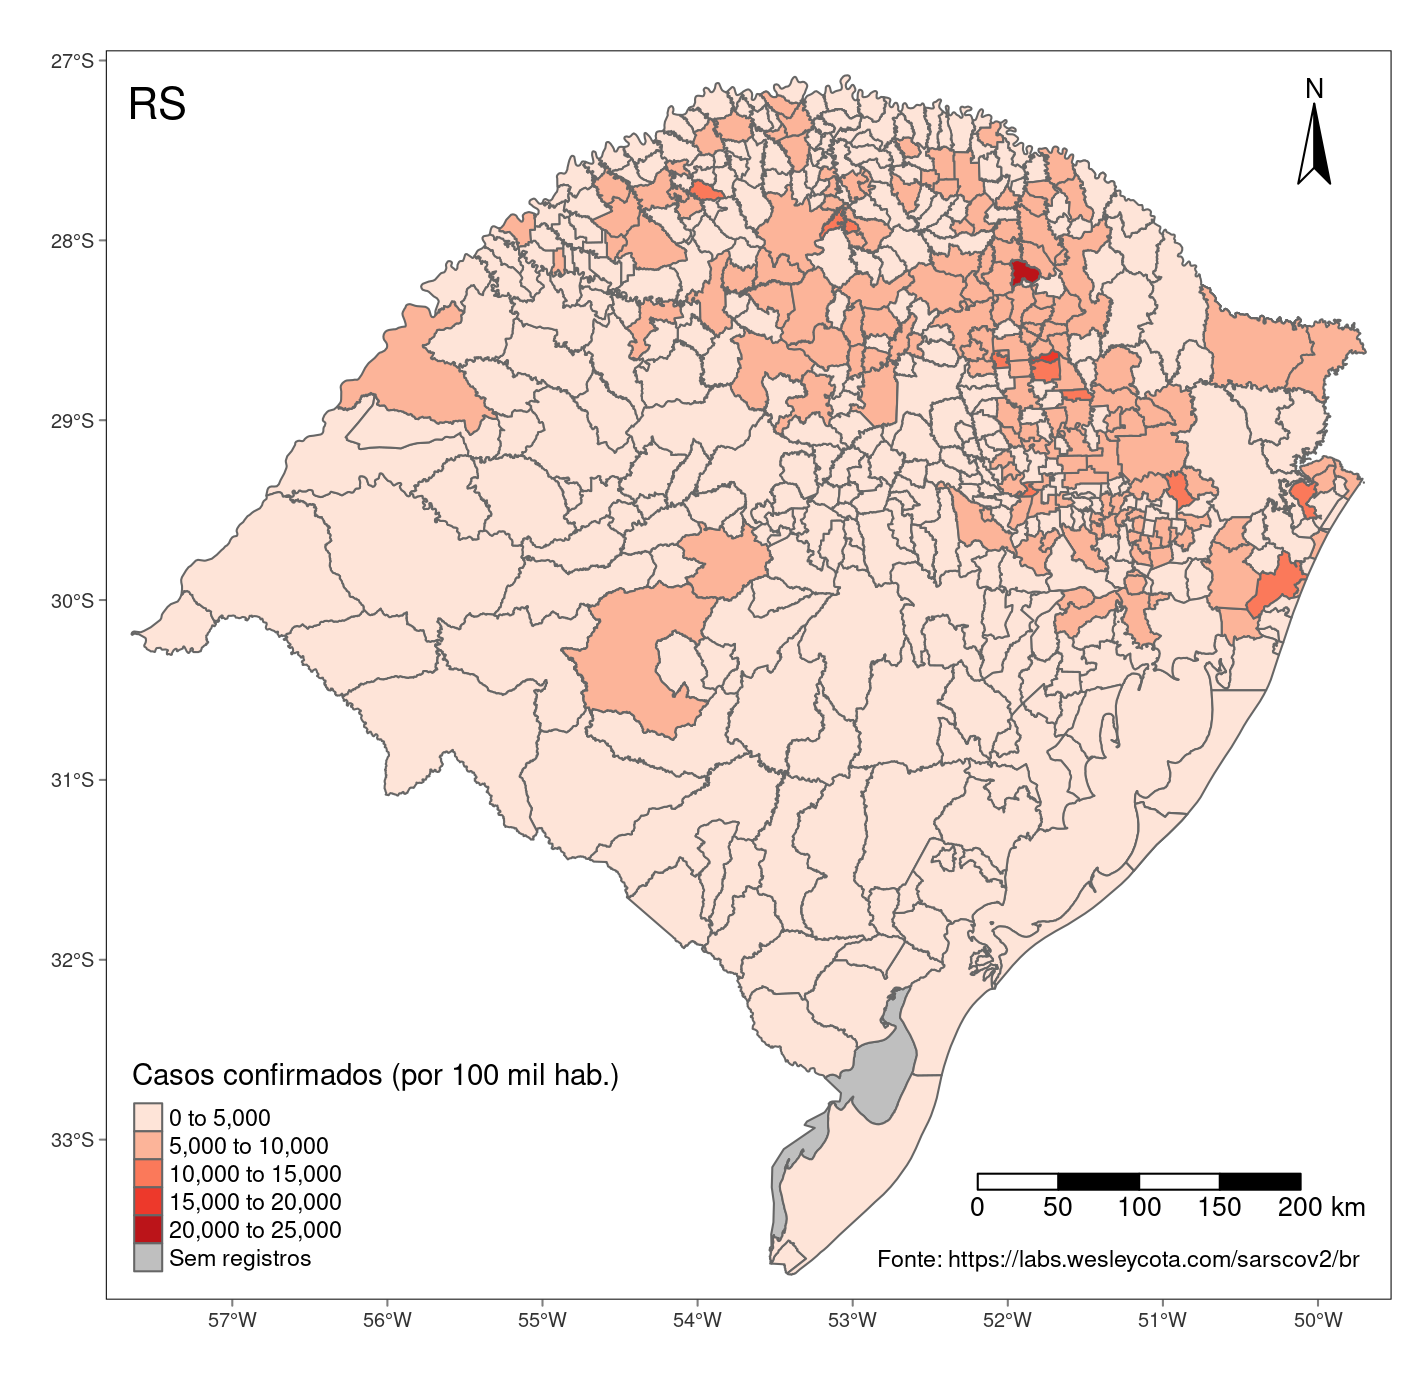 RS
N
27°S
28°S
29°S
30°S
31°S
32°S
33°S
Casos confirmados (por 100 mil hab.)
0 to 5,000
5,000 to 10,000
10,000 to 15,000
15,000 to 20,000
20,000 to 25,000
Sem registros
0 50 100 150 200 km
Fonte: https://labs.wesleycota.com/sarscov2/br
57°W 56°W 55°W 54°W 53°W 52°W 51°W 50°W